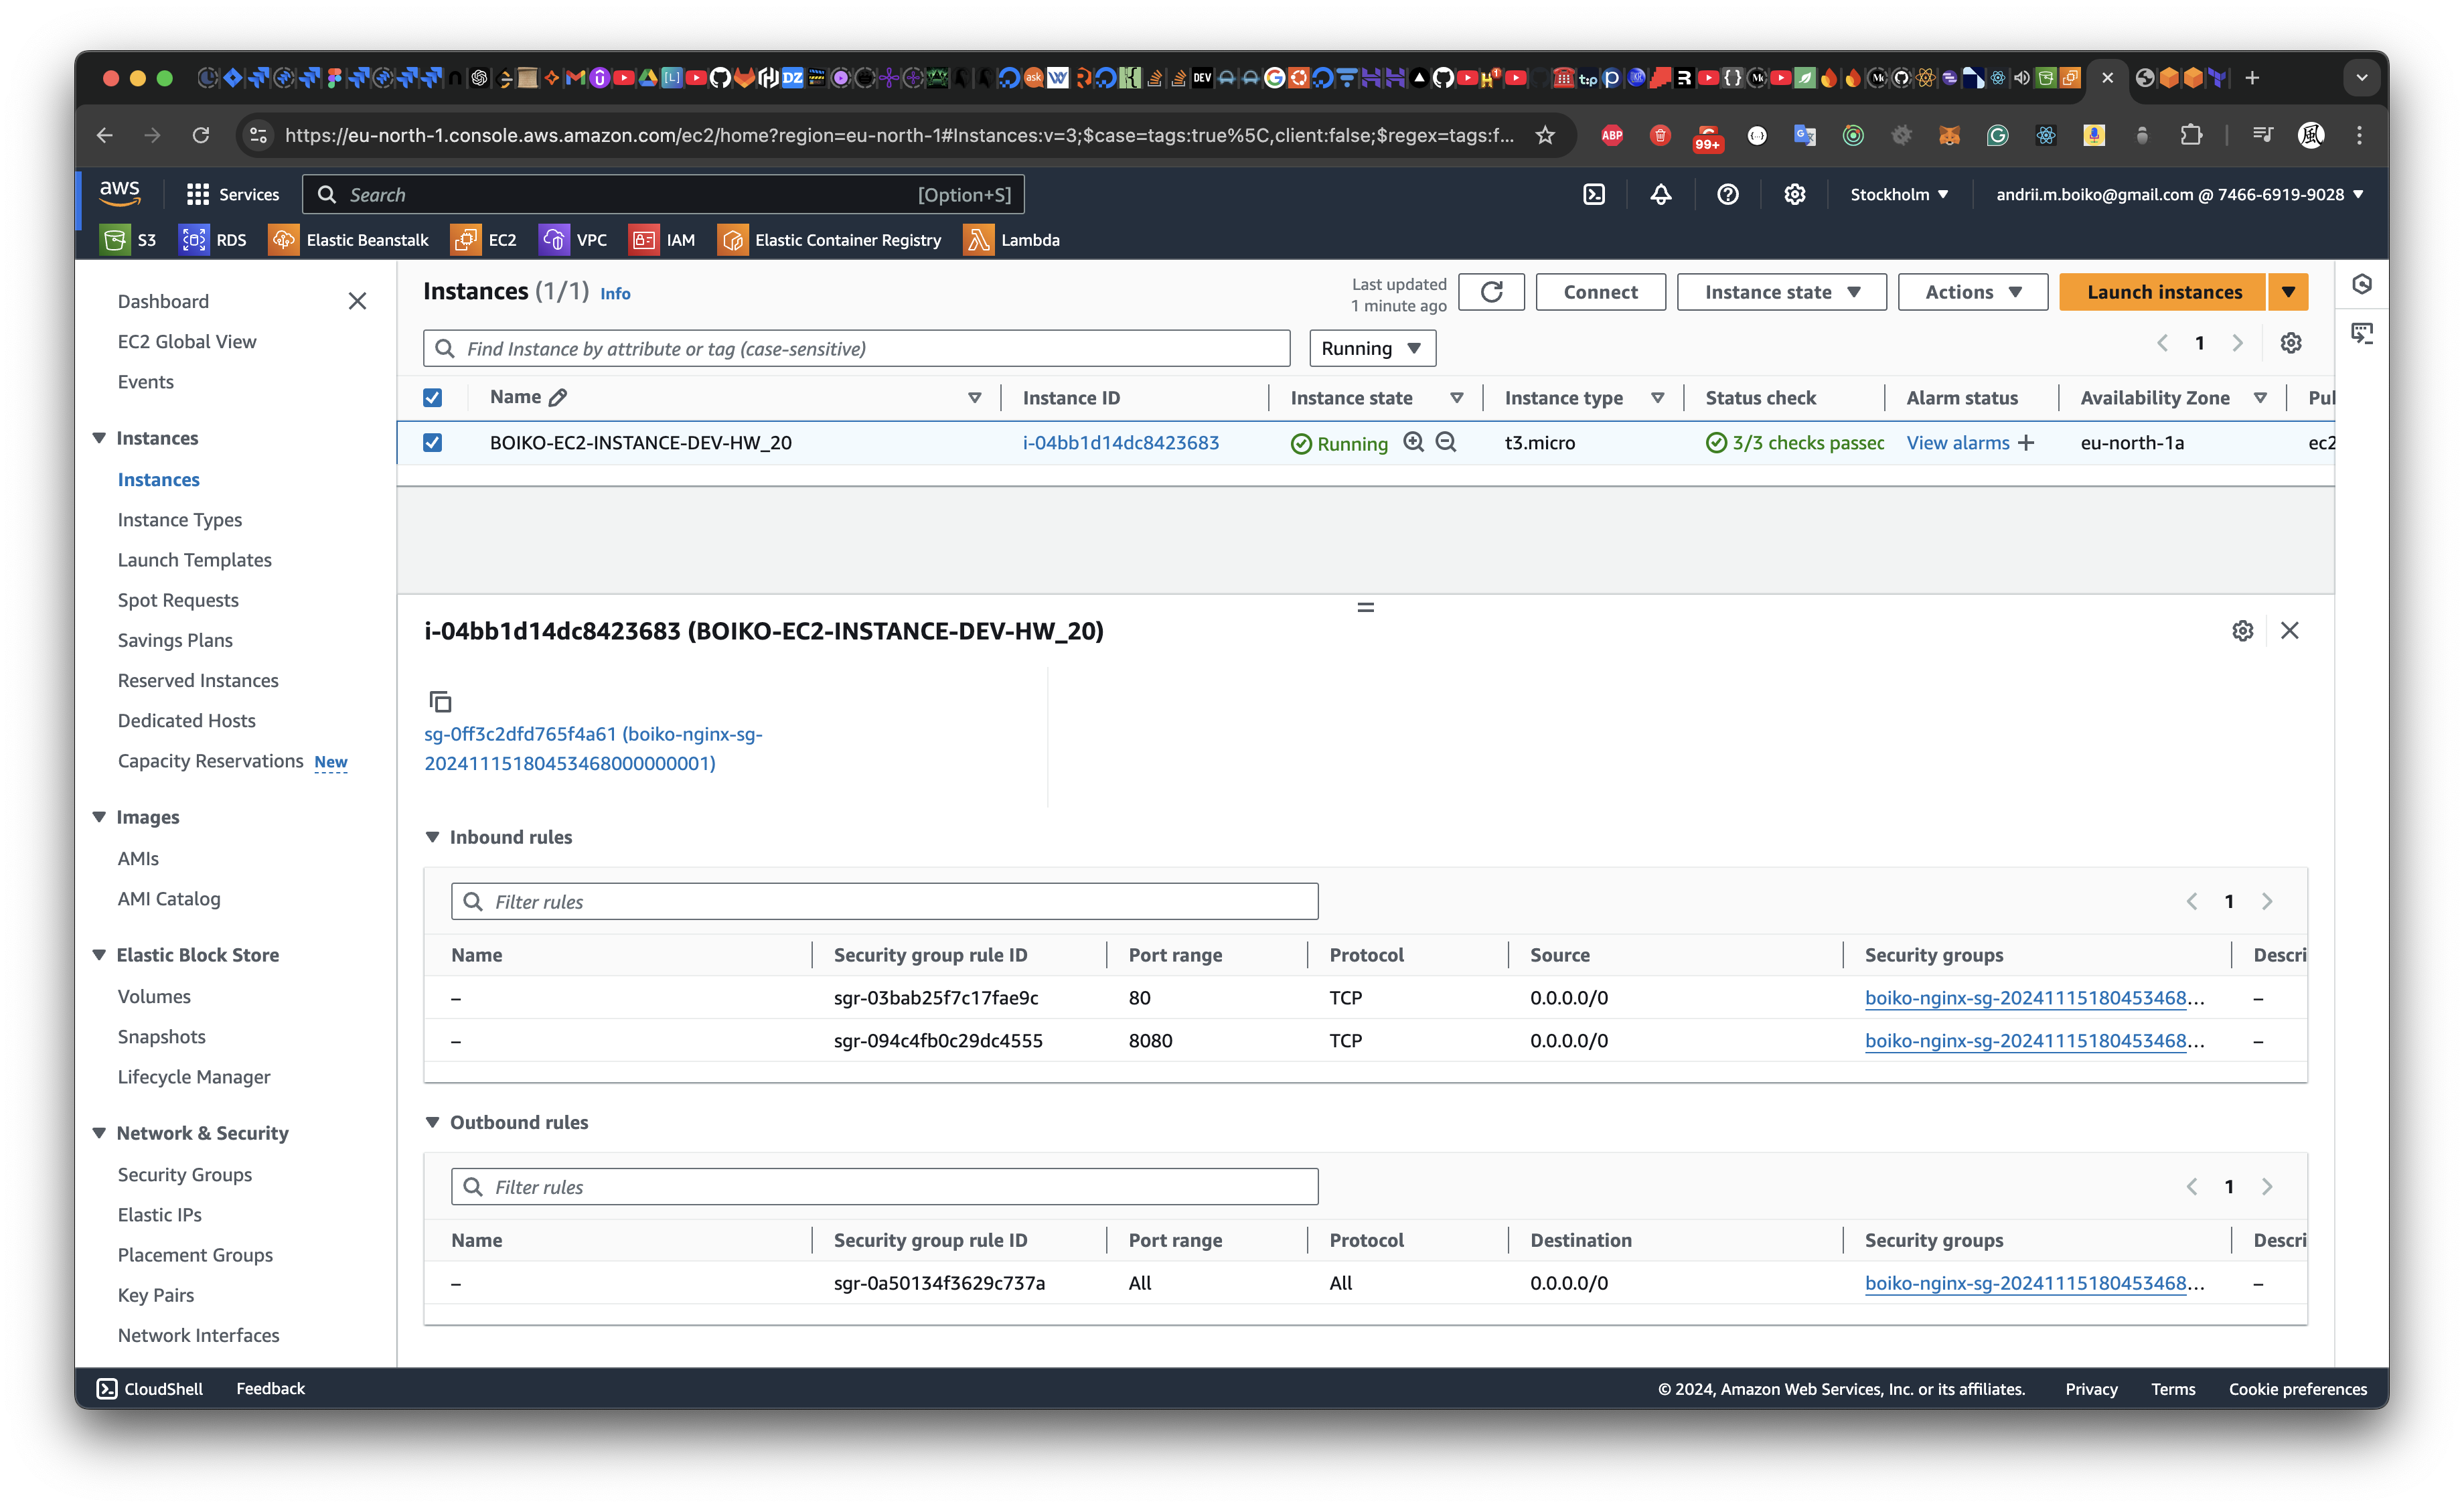 https://eu-north-1.console.aws.amazon.com/ec2/home?region=eu-north-1#Instances:v=3;$case=tags:true%5C,client:false;$regex=tags:f...
ABP
99+
aws
Services
Search
[Option+S]
Stockholm
andrii.m.boiko@gmail.com @ 7466-6919-9028
S3
RDS
Elastic Beanstalk
EC2
VPC
IAM
Elastic Container Registry
Lambda
Dashboard
EC2 Global View
Events
Instances
Instances
Instance Types
Launch Templates
Spot Requests
Savings Plans
Reserved Instances
Dedicated Hosts
Capacity Reservations New
Images
AMIs
AMI Catalog
Elastic Block Store
Volumes
Snapshots
Lifecycle Manager
Network & Security
Security Groups
Elastic IPs
Placement Groups
Key Pairs
Network Interfaces
Instances (1/1) Info
Last updated
1 minute ago
Connect
Instance state
Actions
Launch instances
Find Instance by attribute or tag (case-sensitive)
Running
1
Name Instance ID Instance state Instance type Status check Alarm status Availability Zone Pul
BOIKO-EC2-INSTANCE-DEV-HW_20 i-04bb1d14dc8423683 Running t3.micro 3/3 checks passec View alarms eu-north-1a ec2
i-04bb1d14dc8423683 (BOIKO-EC2-INSTANCE-DEV-HW_20)
sg-0ff3c2dfd765f4a61 (boiko-nginx-sg-
20241115180453468000000001)
Inbound rules
Filter rules
1
Name Security group rule ID Port range Protocol Source Security groups Descri
– sgr-03bab25f7c17fae9c 80 TCP 0.0.0.0/0 boiko-nginx-sg-20241115180453468... –
– sgr-094c4fb0c29dc4555 8080 TCP 0.0.0.0/0 boiko-nginx-sg-20241115180453468... –
Outbound rules
Filter rules
1
Name Security group rule ID Port range Protocol Destination Security groups Descri
– sgr-0a50134f3629c737a All All 0.0.0.0/0 boiko-nginx-sg-20241115180453468... –
CloudShell
Feedback
© 2024, Amazon Web Services, Inc. or its affiliates.
Privacy
Terms
Cookie preferences